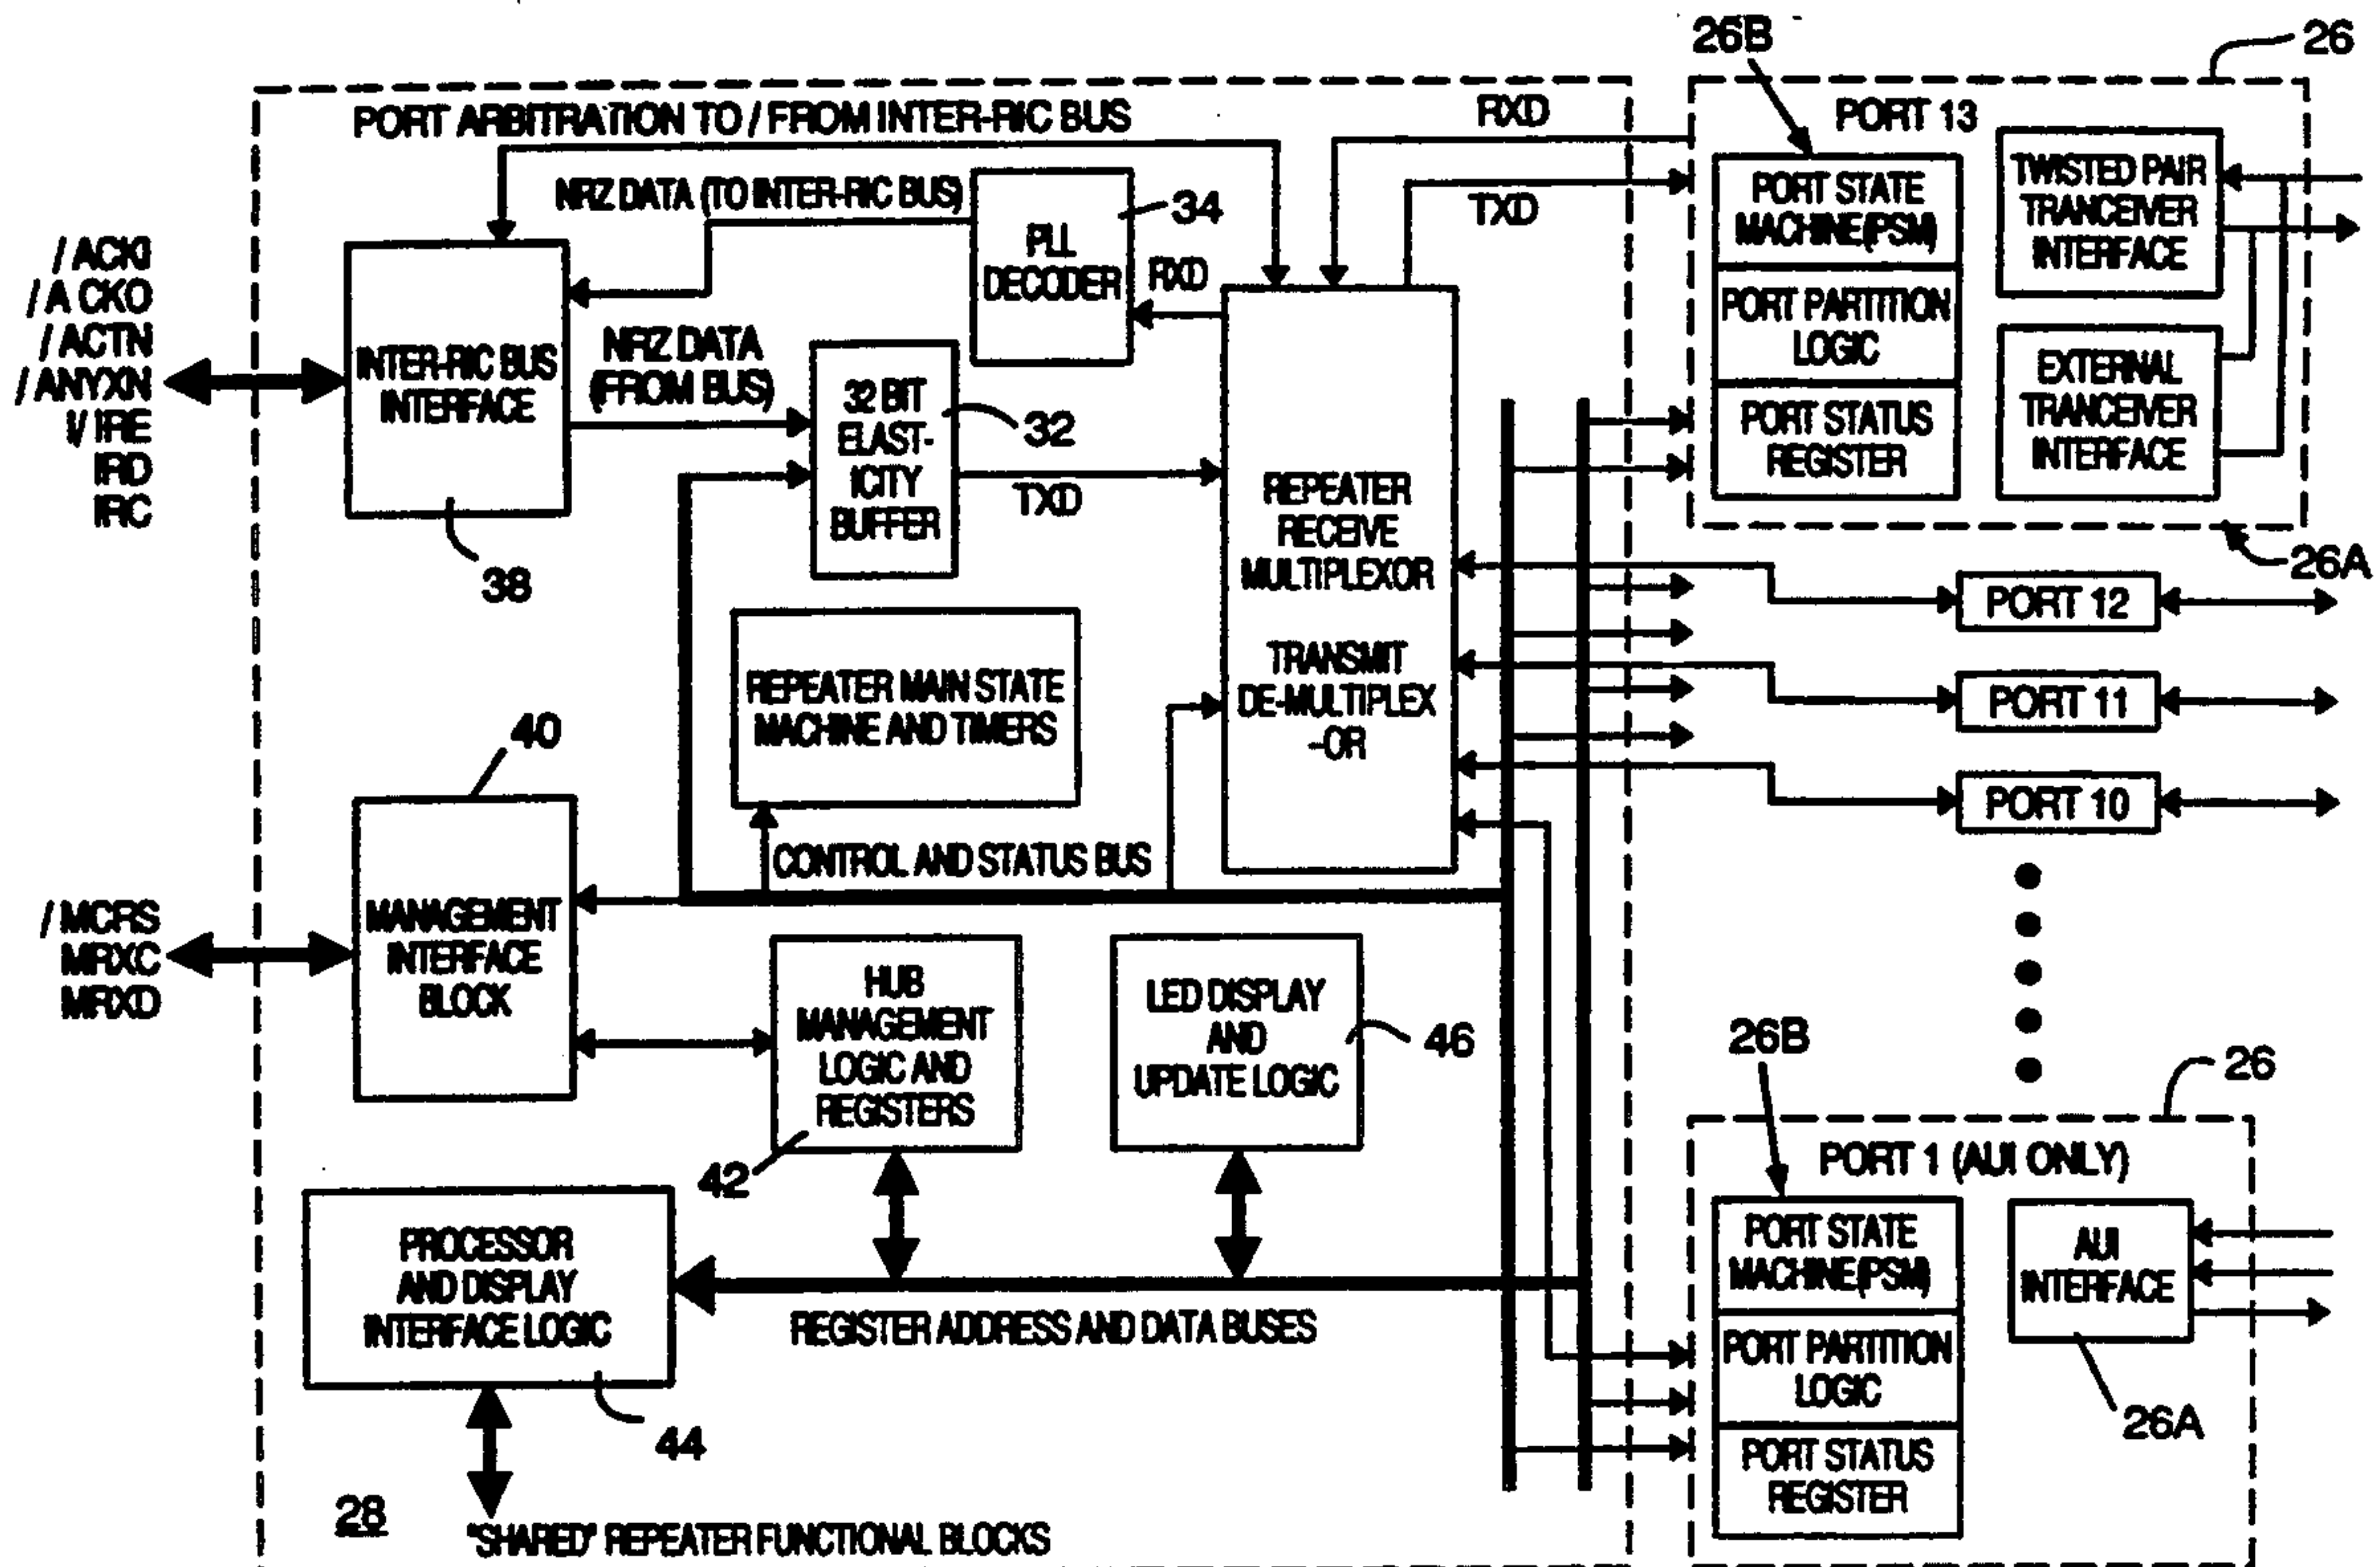 26B
26
PORT ARBITRATION TO / FROM INTER-RIC BUS
RXD
PORT 13
NRZ DATA (TO INTER-RIC BUS)
34
TXD
PLL
DECODER
RXD
PORT STATE
MACHINE(PSM)
TWISTED PAIR
TRANCEIVER
INTERFACE
/ ACKI
/ A CKO
/ ACTN
/ ANYXN
I/ IRE
IRD
IRC
INTER-RIC BUS
INTERFACE
NRZ DATA
(FROM BUS)
PORT PARTITION
LOGIC
EXTERNAL
TRANCEIVER
INTERFACE
32 BIT
ELAST-
ICITY
BUFFER
32
PORT STATUS
REGISTER
TXD
REPEATER
RECEIVE
MULTIPLEXOR
TRANSMIT
DE-MULTIPLEX
-OR
38
26A
PORT 12
REPEATER MAIN STATE
MACHINE AND TIMERS
PORT 11
40
PORT 10
CONTROL AND STATUS BUS
/ MCRS
MRXC
MRXD
MANAGEMENT
INTERFACE
BLOCK
HUB
MANAGEMENT
LOGIC AND
REGISTERS
LED DISPLAY
AND
UPDATE LOGIC
46
26B
26
42
PORT 1 (AUI ONLY)
PROCESSOR
AND DISPLAY
INTERFACE LOGIC
PORT STATE
MACHINE(PSM)
AUI
INTERFACE
REGISTER ADDRESS AND DATA BUSES
PORT PARTITION
LOGIC
26A
44
PORT STATUS
REGISTER
28
"SHARED" REPEATER FUNCTIONAL BLOCKS